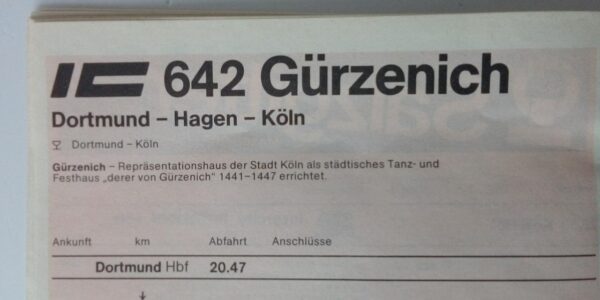 IC 642 Gürzenich
Dortmund – Hagen – Köln
Dortmund – Köln
Gürzenich – Repräsentationshaus der Stadt Köln als städtisches Tanz- und
Festhaus „derer von Gürzenich" 1441–1447 errichtet.
Ankunft km Abfahrt Anschlüsse
Dortmund Hbf 20.47